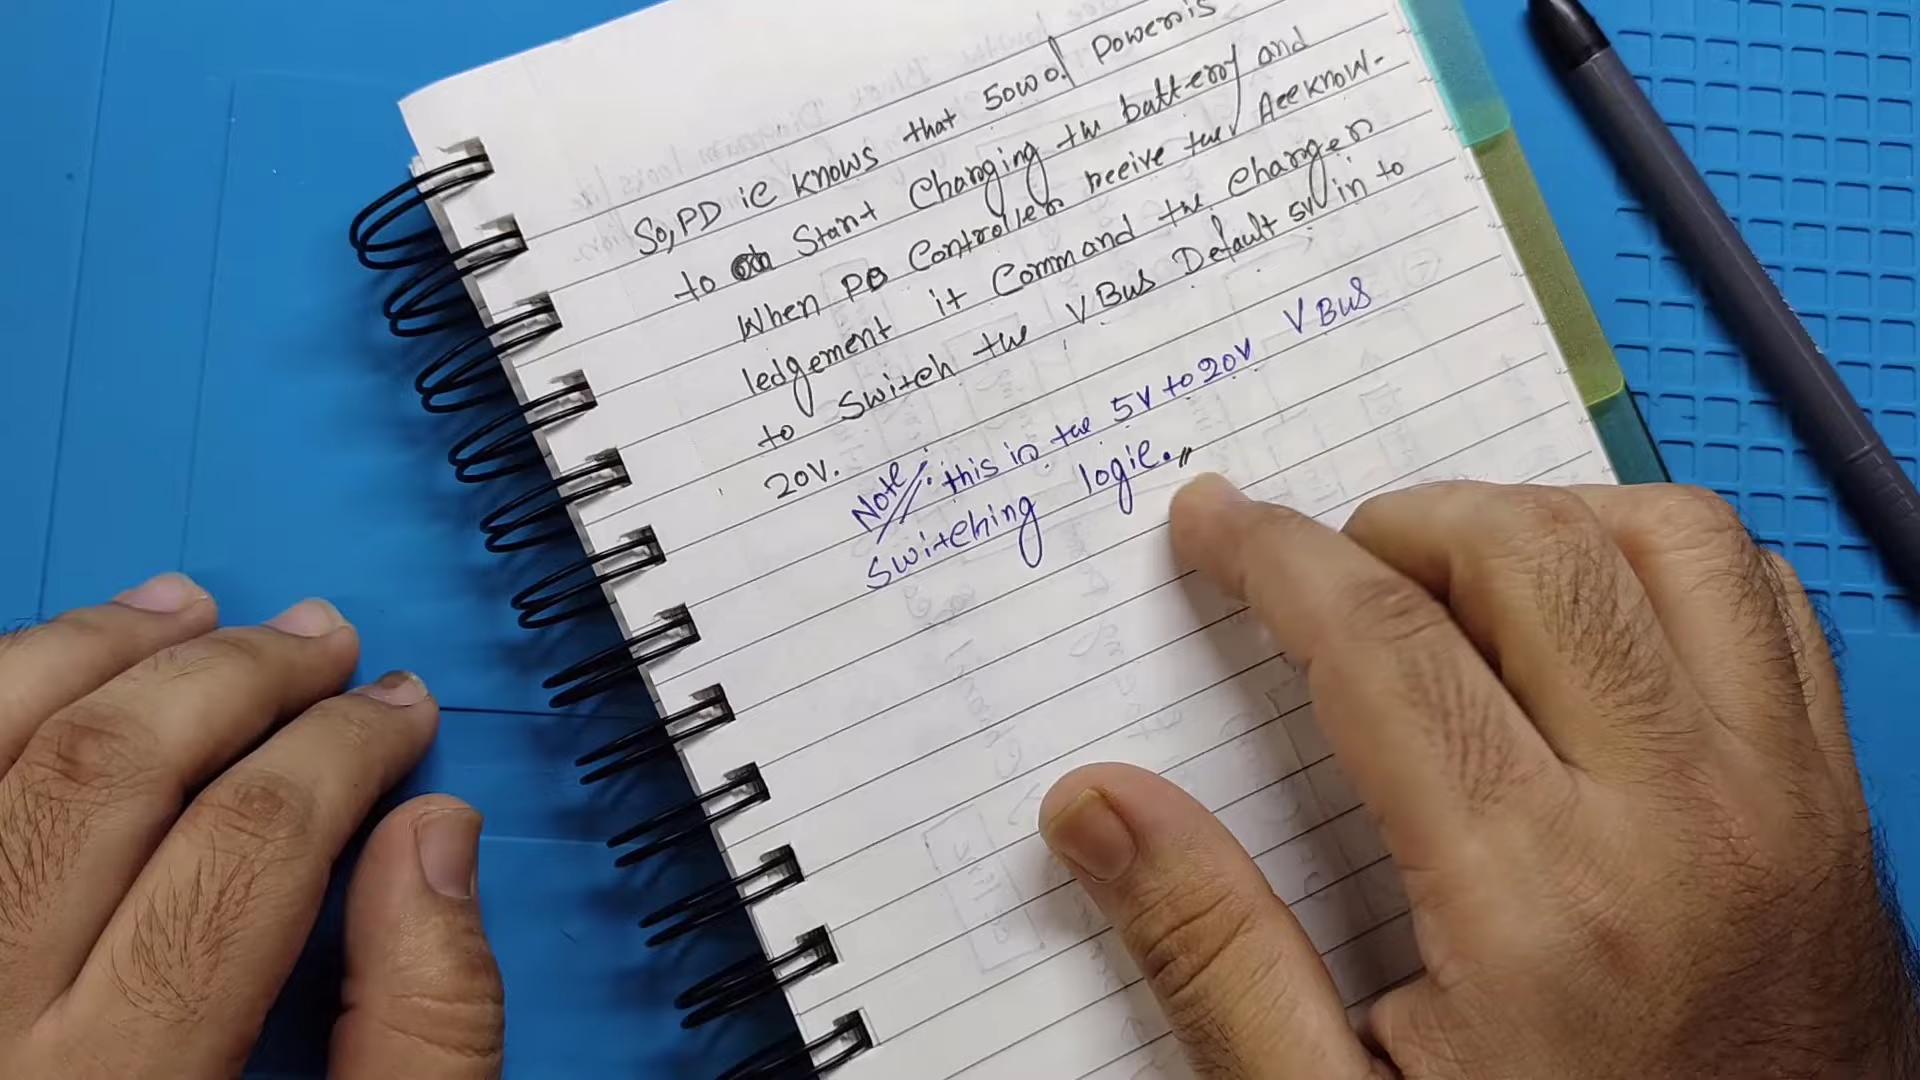 So, PD ic knows that 50w of Power is
to Start Charging the battery and
When PD Controller receive the Acknow-
ledgement it Command the Charger
to Switch the V Bus Default 5V in to
20V.
Note: this is the 5V to 20V V Bus
switching logic.